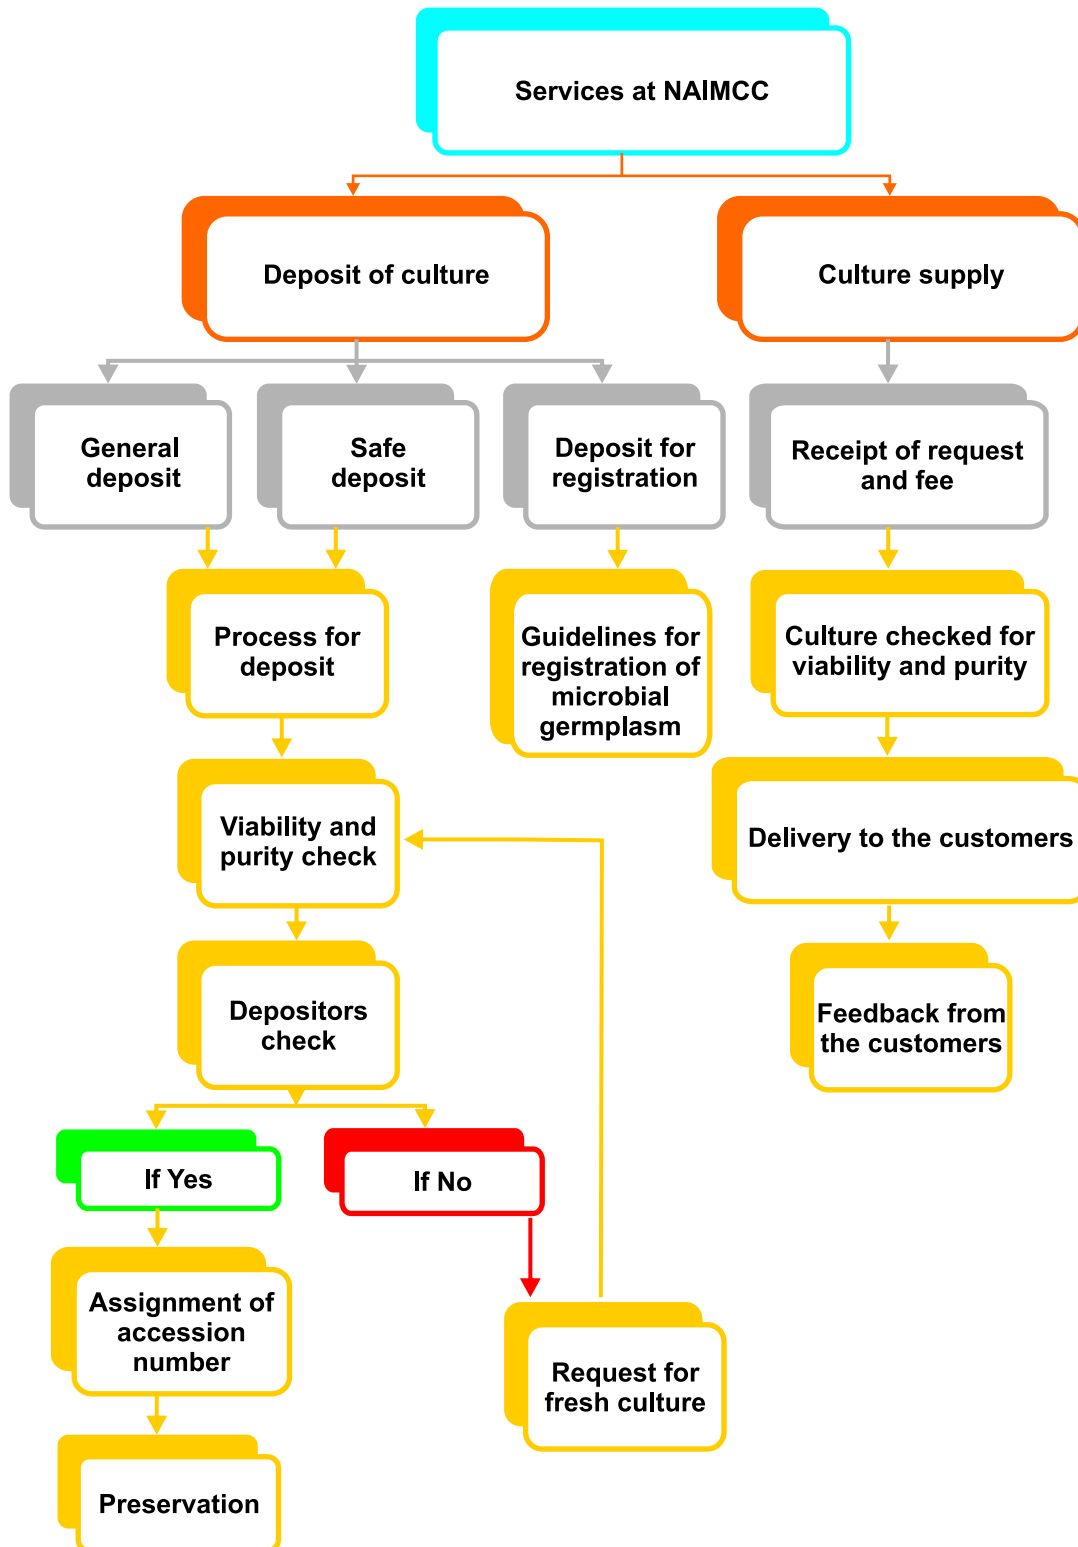 Services at NAIMCC
Deposit of culture
Culture supply
General
deposit
Safe
deposit
Deposit for
registration
Receipt of request
and fee
Process for
deposit
Guidelines for
registration of
microbial
germplasm
Culture checked for
viability and purity
Viability and
purity check
Delivery to the customers
Depositors
check
Feedback from
the customers
If Yes
If No
Assignment of
accession
number
Request for
fresh culture
Preservation